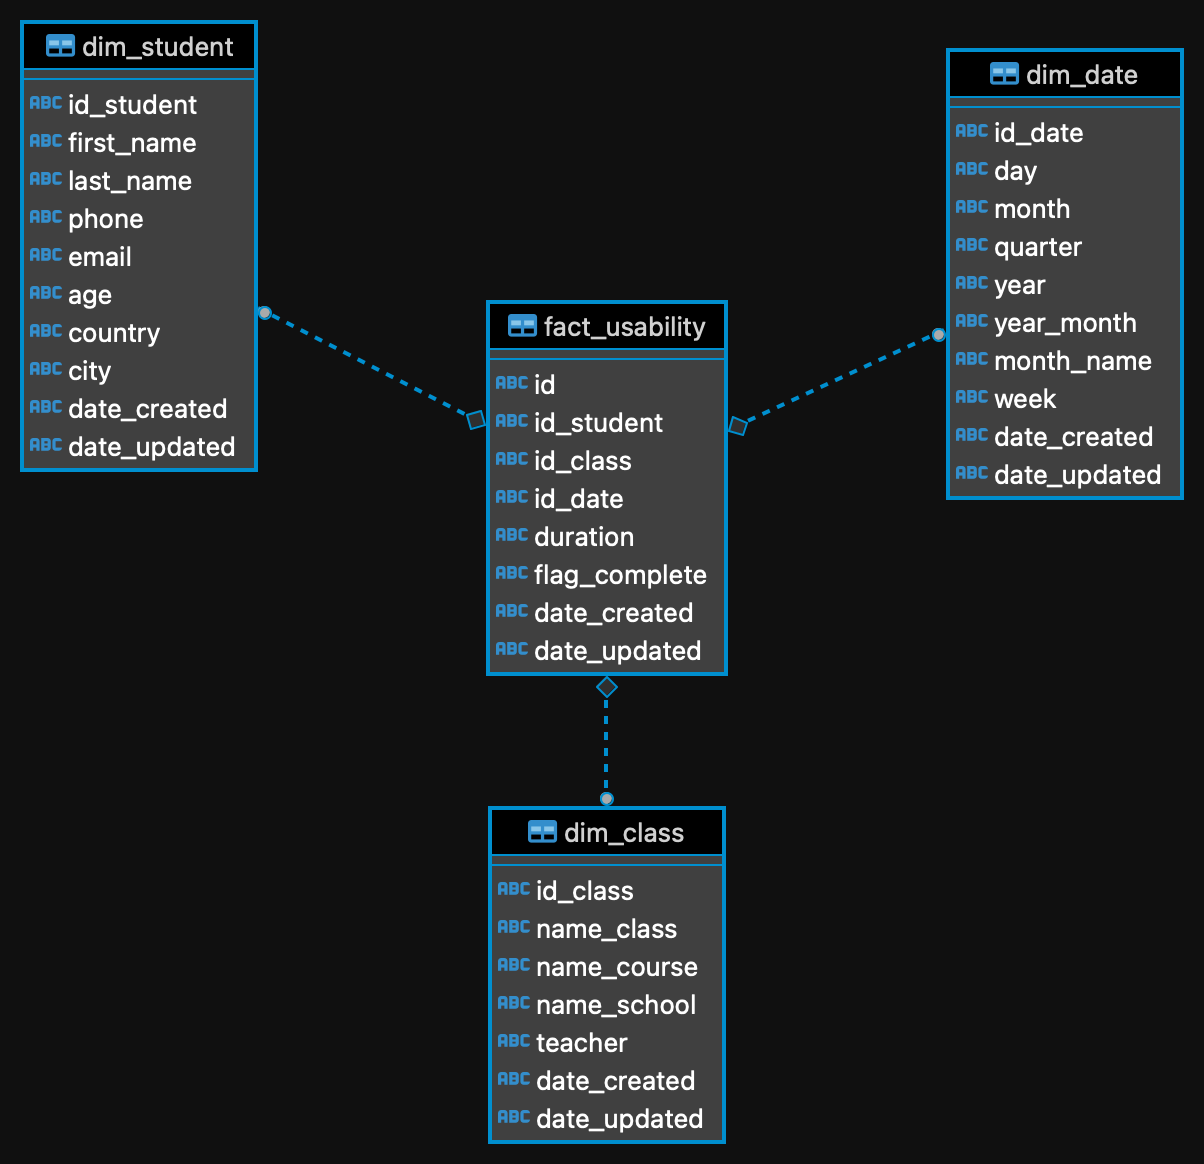 dim_student
ABC id_student
ABC first_name
ABC last_name
ABC phone
ABC email
ABC age
ABC country
ABC city
ABC date_created
ABC date_updated
dim_date
ABC id_date
ABC day
ABC month
ABC quarter
ABC year
ABC year_month
ABC month_name
ABC week
ABC date_created
ABC date_updated
fact_usability
ABC id
ABC id_student
ABC id_class
ABC id_date
ABC duration
ABC flag_complete
ABC date_created
ABC date_updated
dim_class
ABC id_class
ABC name_class
ABC name_course
ABC name_school
ABC teacher
ABC date_created
ABC date_updated